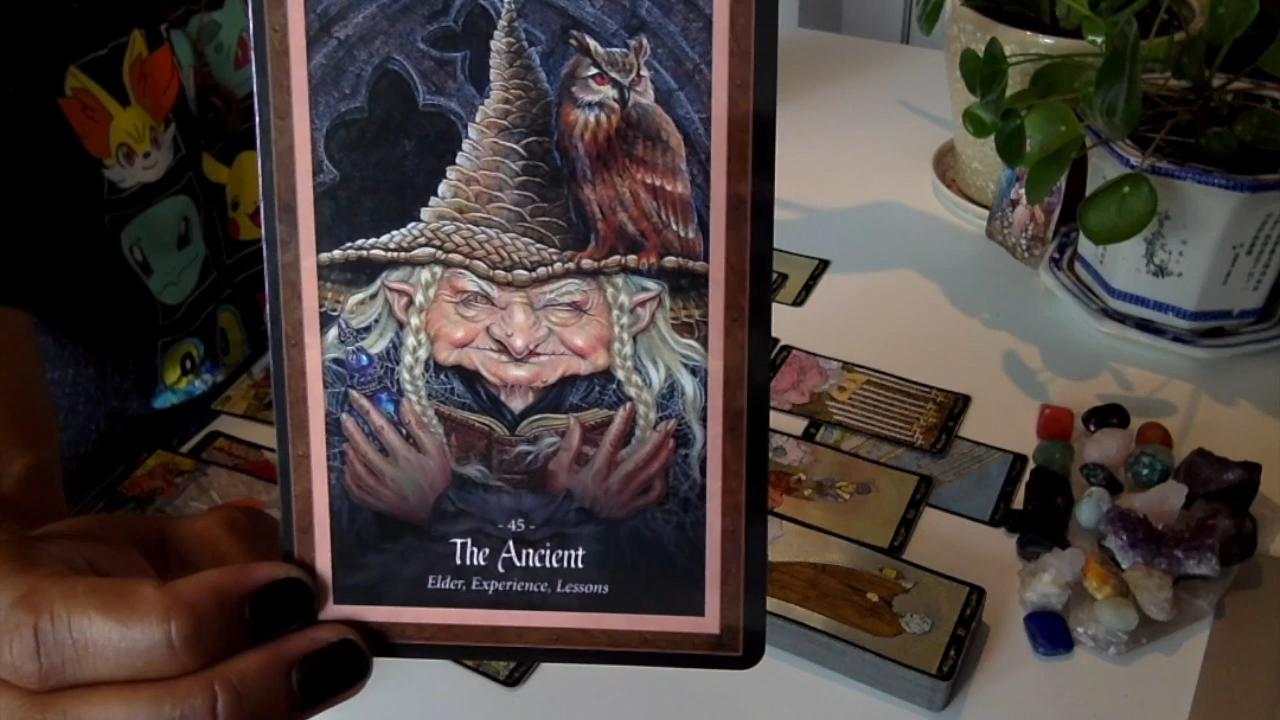 - 45 -
The Ancient
Elder, Experience, Lessons